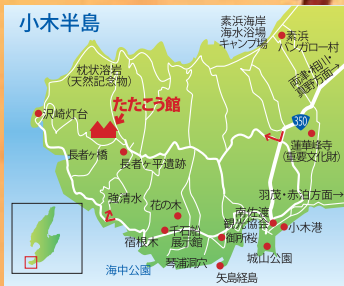 小木半島
素浜海岸
海水浴場
キャンプ場
素浜
バンガロー村
両津・相川・
真野方面→
枕状溶岩
(天然記念物)
たたこう館
沢崎灯台
350
蓮華峰寺
(重要文化財)
長者ヶ橋
長者ヶ平遺跡
羽茂・赤泊方面→
強清水
花の木
南佐渡
観光協会
小木港
宿根木
千石船
展示館
御所桜
城山公園
海中公園
琴浦洞穴
矢島経島